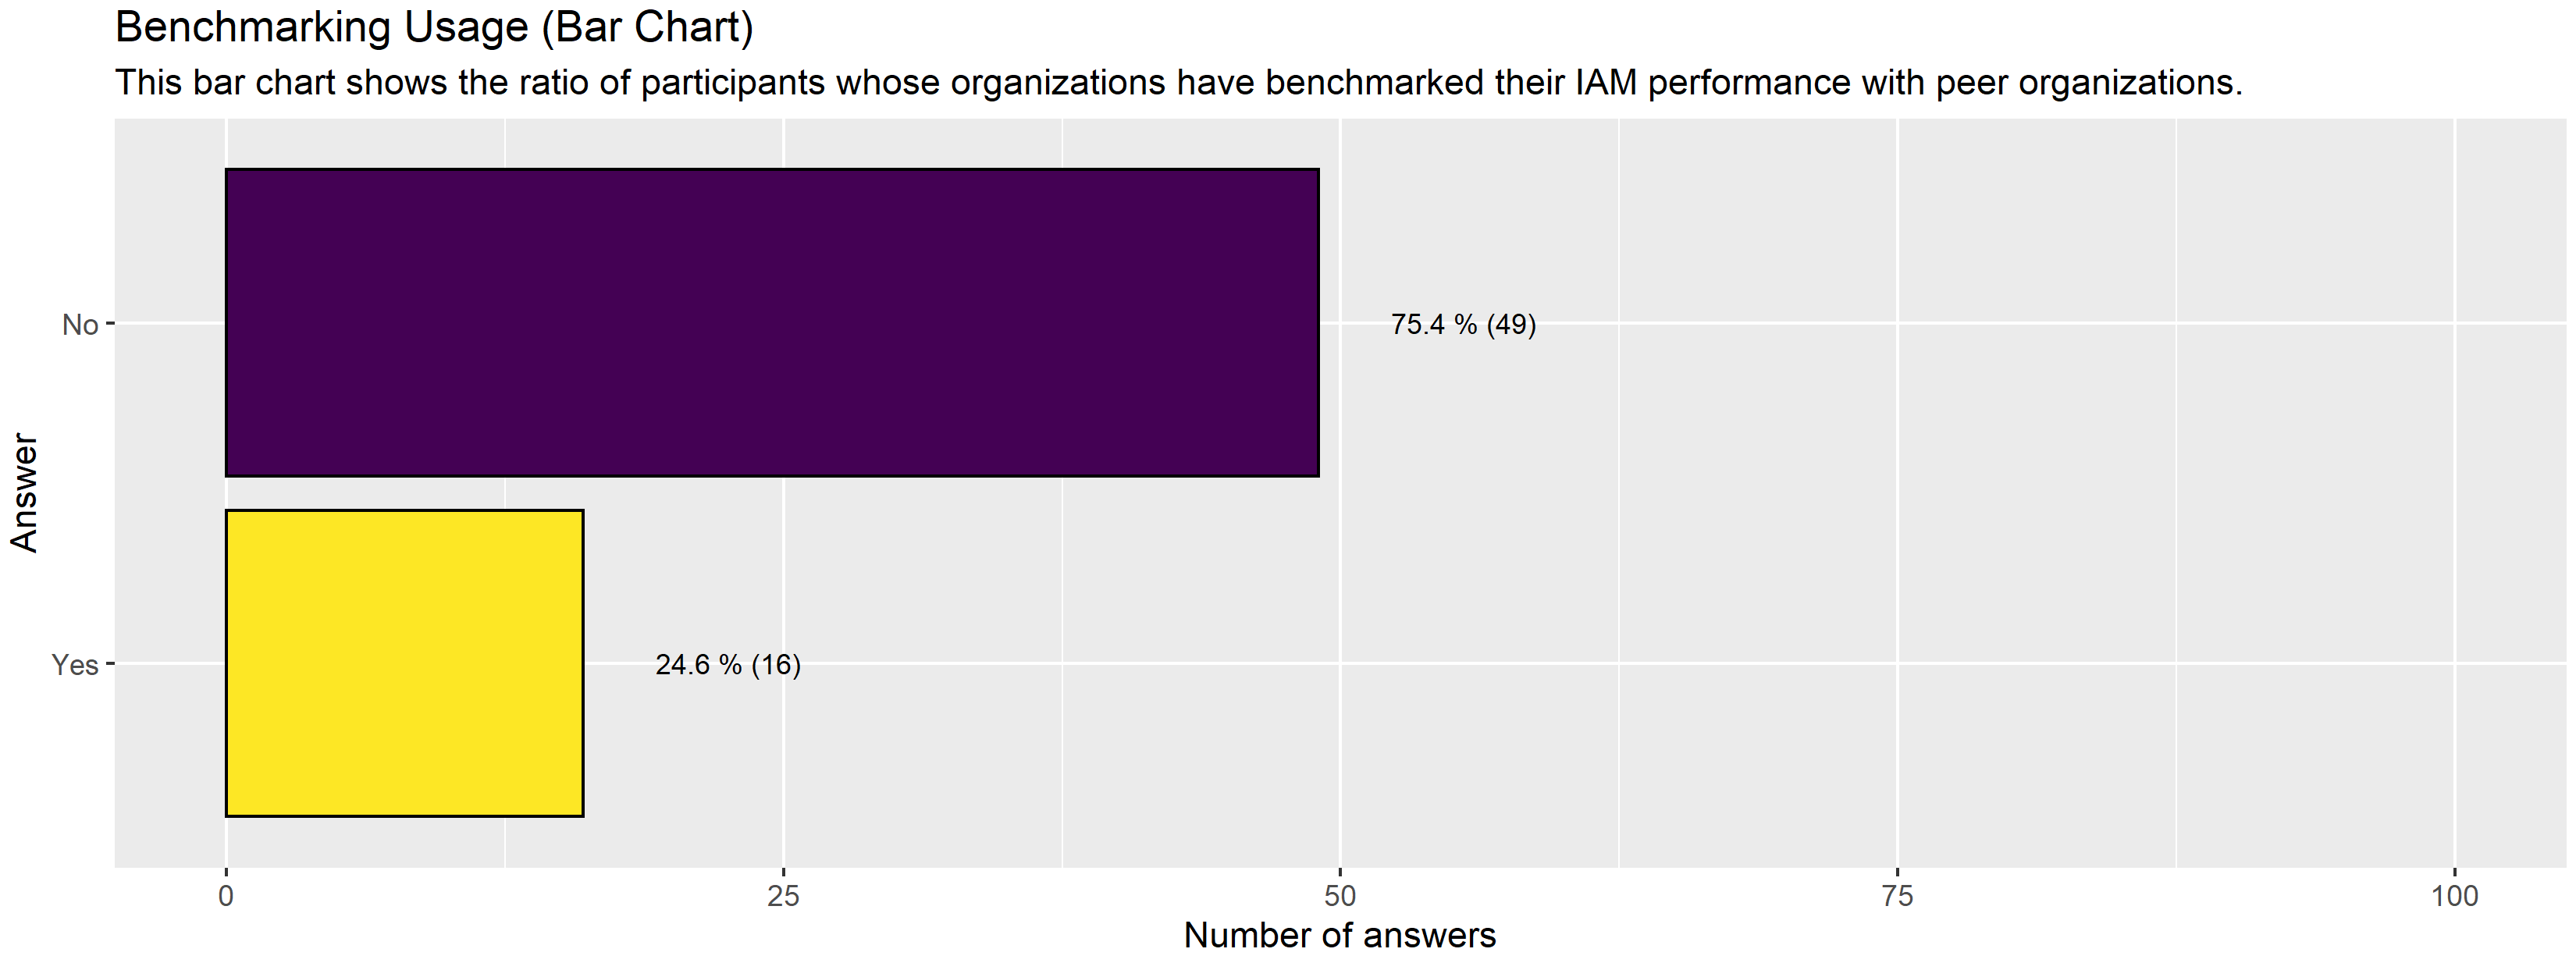 Benchmarking Usage (Bar Chart)
This bar chart shows the ratio of participants whose organizations have benchmarked their IAM performance with peer organizations.
No
75.4 % (49)
Answer
Yes
24.6 % (16)
0 25 50 75 100
Number of answers